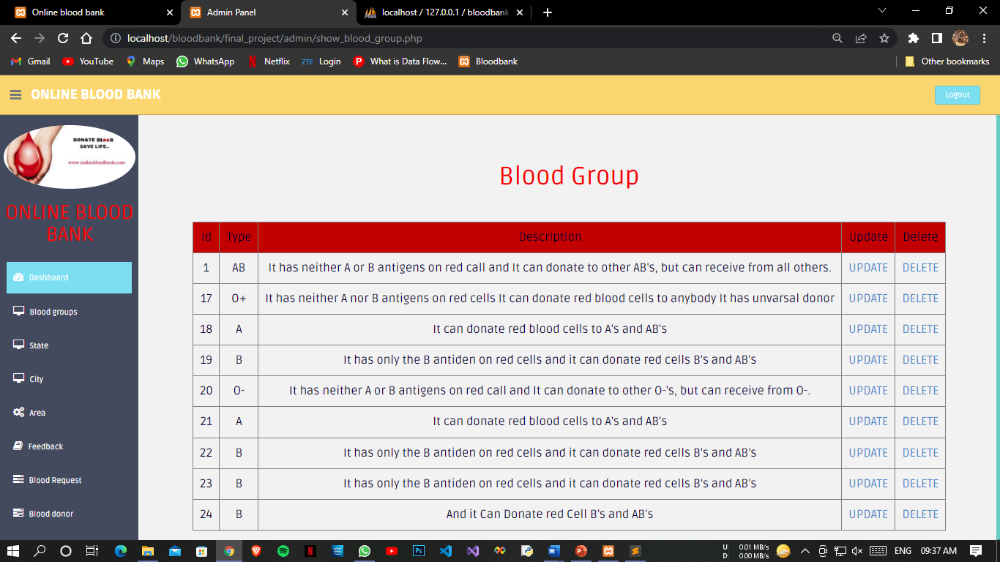 Online blood bank
Admin Panel
localhost / 127.0.0.1 / bloodbank
localhost/bloodbank/final_project/admin/show_blood_group.php
Gmail YouTube Maps WhatsApp Netflix ZTE Login What is Data Flow... Bloodbank Other bookmarks
ONLINE BLOOD BANK Logout
DONATE BLOOD
SAVE LIFE..
www.indianbloodbank.com
ONLINE BLOOD
BANK
Dashboard
Blood groups
State
City
Area
Feedback
Blood Request
Blood donor
Blood Group
Id Type Description Update Delete
1 AB It has neither A or B antigens on red call and It can donate to other AB's, but can receive from all others. UPDATE DELETE
17 O+ It has neither A nor B antigens on red cells It can donate red blood cells to anybody It has unvarsal donor UPDATE DELETE
18 A It can donate red blood cells to A's and AB's UPDATE DELETE
19 B It has only the B antiden on red cells and it can donate red cells B's and AB's UPDATE DELETE
20 O- It has neither A or B antigens on red call and It can donate to other O-'s, but can receive from O-. UPDATE DELETE
21 A It can donate red blood cells to A's and AB's UPDATE DELETE
22 B It has only the B antiden on red cells and it can donate red cells B's and AB's UPDATE DELETE
23 B It has only the B antiden on red cells and it can donate red cells B's and AB's UPDATE DELETE
24 B And it Can Donate red Cell B's and AB's UPDATE DELETE
U: 0.01 MB/s
D: 0.00 MB/s
ENG 09:37 AM